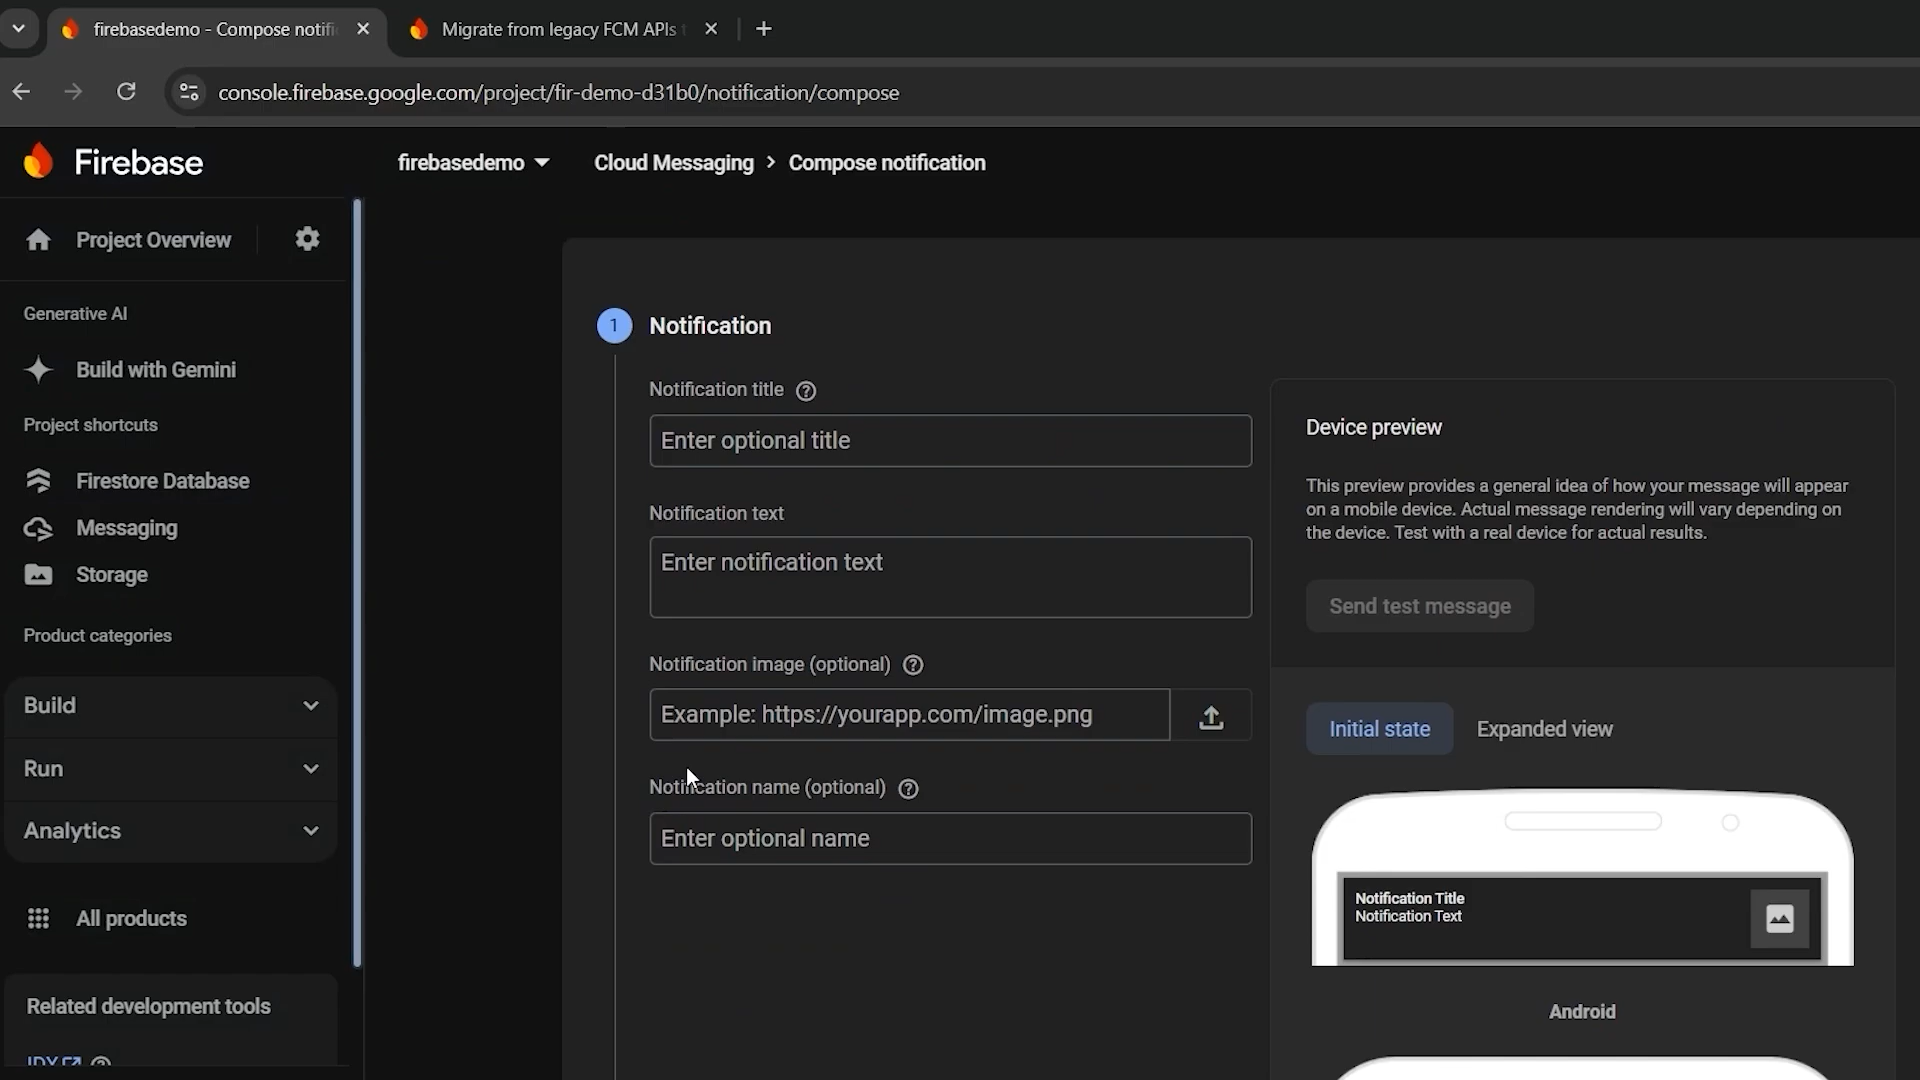 firebasedemo - Compose notifi
Migrate from legacy FCM APIs t
console.firebase.google.com/project/fir-demo-d31b0/notification/compose
Firebase
firebasedemo
Cloud Messaging > Compose notification
Project Overview
Generative AI
Build with Gemini
Project shortcuts
Firestore Database
Messaging
Storage
Product categories
Build
Run
Analytics
All products
Related development tools
IDX
1 Notification
Notification title
Enter optional title
Notification text
Enter notification text
Notification image (optional)
Example: https://yourapp.com/image.png
Notification name (optional)
Enter optional name
Device preview
This preview provides a general idea of how your message will appear
on a mobile device. Actual message rendering will vary depending on
the device. Test with a real device for actual results.
Send test message
Initial state
Expanded view
Notification Title
Notification Text
Android